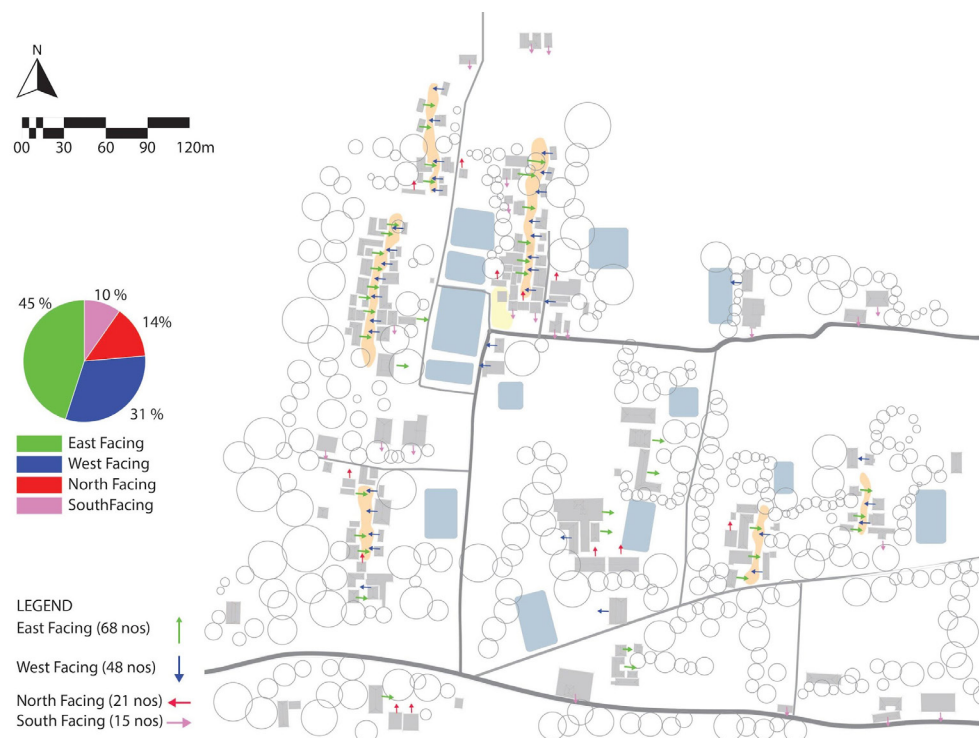 N
00 30 60 90 120m
45 %
10 %
14%
31 %
East Facing
West Facing
North Facing
SouthFacing
LEGEND
East Facing (68 nos)
West Facing (48 nos)
North Facing (21 nos)
South Facing (15 nos)